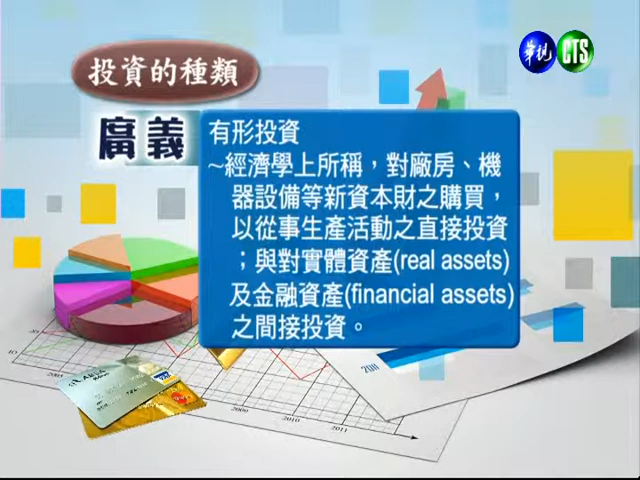 投資的種類
華視
CTS
廣義
有形投資
~經濟學上所稱，對廠房、機
器設備等新資本財之購買，
以從事生產活動之直接投資
；與對實體資產(real assets)
及金融資產(financial assets)
之間接投資。
2009
2010
2011